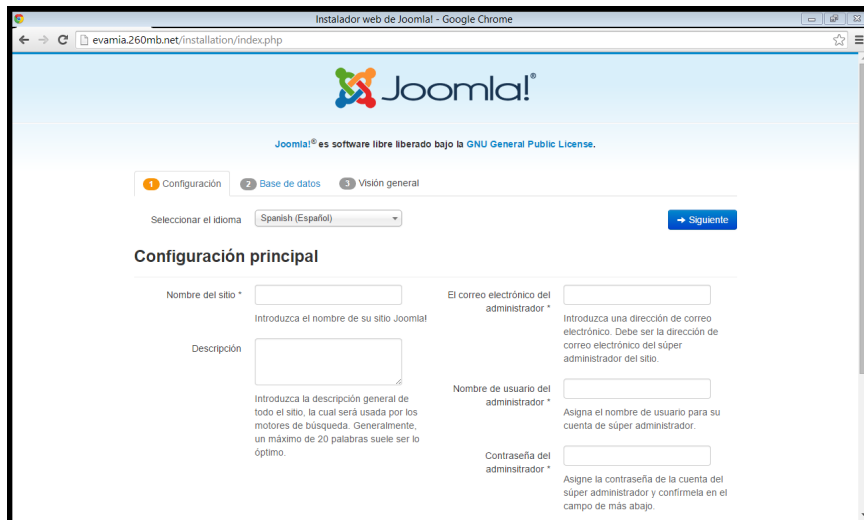 Instalador web de Joomla! - Google Chrome
evamia.260mb.net/installation/index.php
Joomla!®
Joomla!® es software libre liberado bajo la GNU General Public License.
1 Configuración
2 Base de datos
3 Visión general
Seleccionar el idioma
Spanish (Español)
Siguiente
Configuración principal
Nombre del sitio *
Introduzca el nombre de su sitio Joomla!
Descripción
Introduzca la descripción general de
todo el sitio, la cual será usada por los
motores de búsqueda. Generalmente,
un máximo de 20 palabras suele ser lo
óptimo.
El correo electrónico del
administrador *
Introduzca una dirección de correo
electrónico. Debe ser la dirección de
correo electrónico del súper
administrador del sitio.
Nombre de usuario del
administrador *
Asigna el nombre de usuario para su
cuenta de súper administrador.
Contraseña del
adminsitrador *
Asigne la contraseña de la cuenta del
súper administrador y confírmela en el
campo de más abajo.